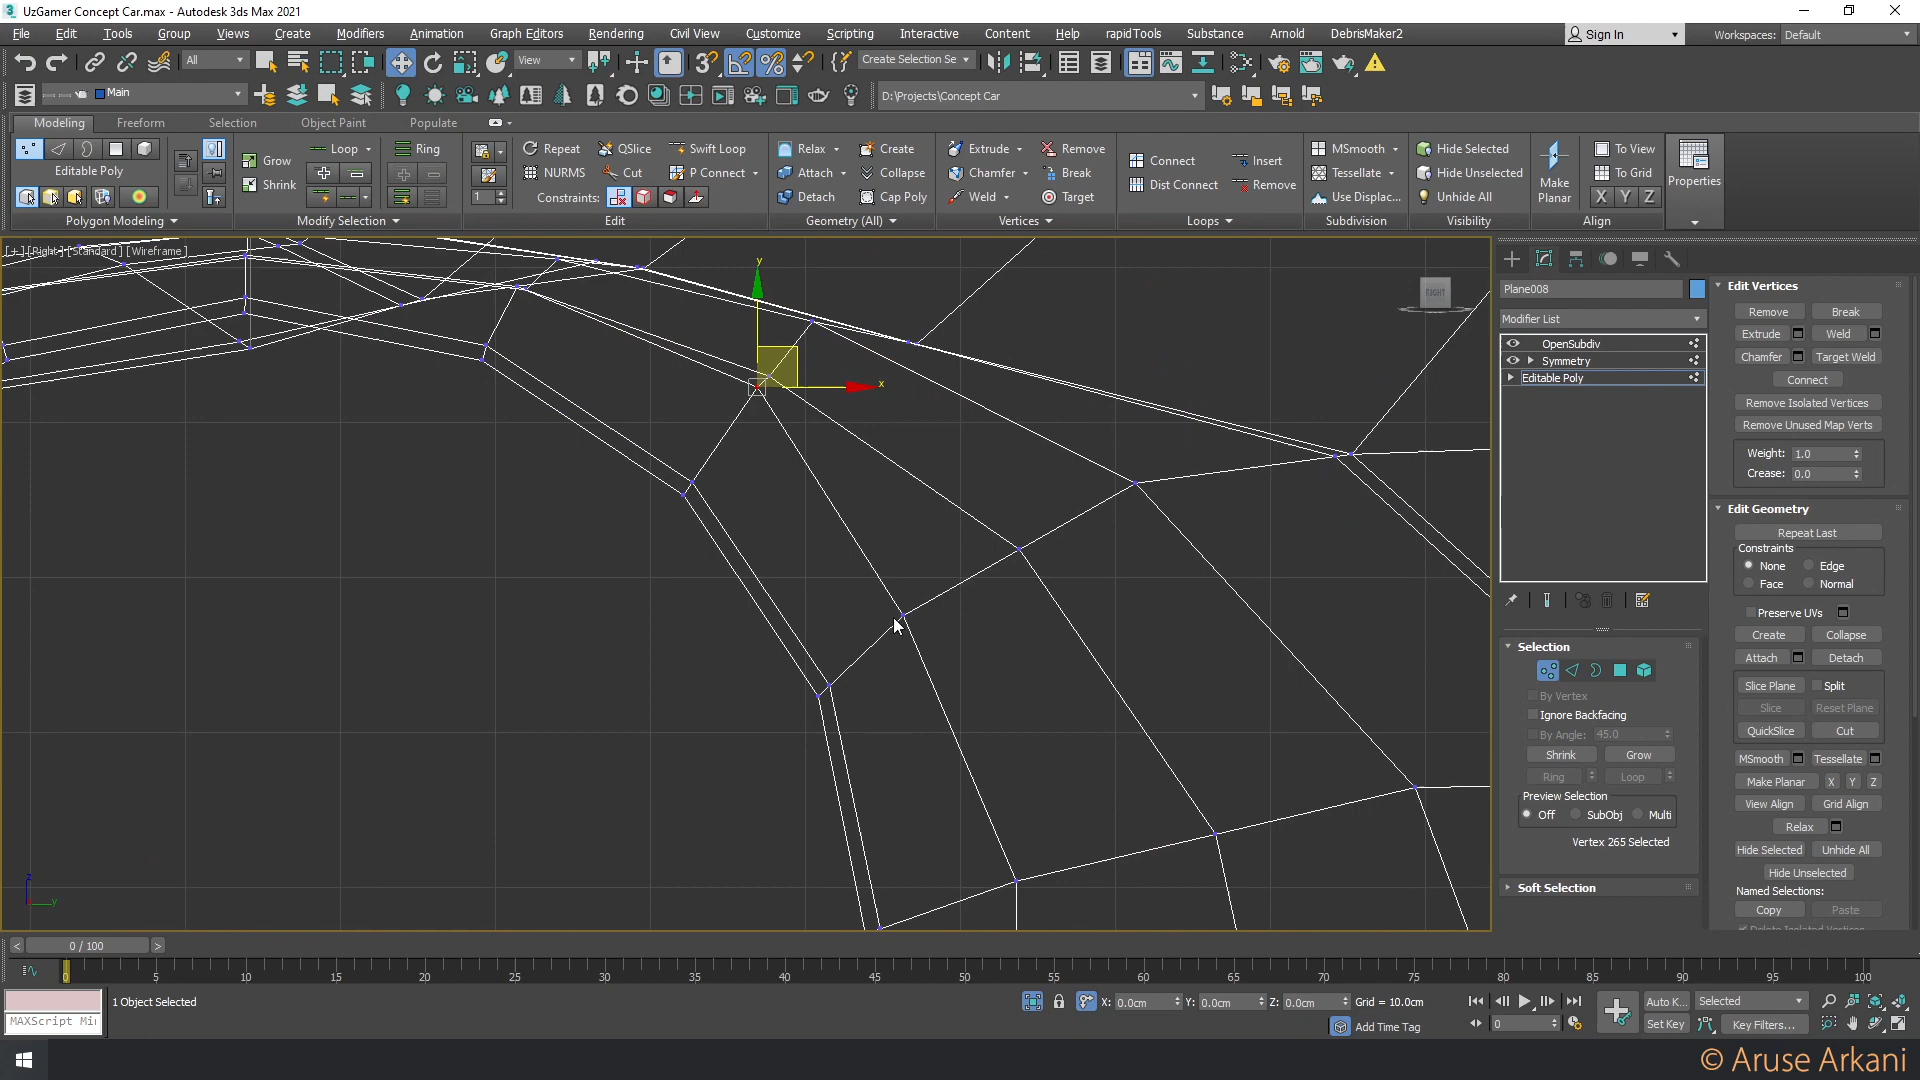 UzGamer Concept Car.max - Autodesk 3ds Max 2021
File Edit Tools Group Views Create Modifiers Animation Graph Editors Rendering Civil View Customize Scripting Interactive Content Help rapidTools Substance Arnold DebrisMaker2 Sign In Workspaces: Default
All View Create Selection Se
Main D:\Projects\Concept Car
Modeling Freeform Selection Object Paint Populate
Loop Ring Repeat QSlice Swift Loop Relax Create Extrude Remove MSmooth Hide Selected To View
Grow Connect Insert
Editable Poly NURMS Cut P Connect Attach Collapse Chamfer Break Tessellate Hide Unselected To Grid
Shrink Dist Connect Remove Make Planar Properties
1 Constraints: Detach Cap Poly Weld Target Use Displac... Unhide All X Y Z
Polygon Modeling Modify Selection Edit Geometry (All) Vertices Loops Subdivision Visibility Align
[+] [Right] [Standard] [Wireframe]
y
x
RIGHT
z
y
Plane008
Modifier List
OpenSubdiv
Symmetry
Editable Poly
Selection
By Vertex
Ignore Backfacing
By Angle: 45.0
Shrink Grow
Ring Loop
Preview Selection
Off SubObj Multi
Vertex 265 Selected
Soft Selection
Edit Vertices
Remove Break
Extrude Weld
Chamfer Target Weld
Connect
Remove Isolated Vertices
Remove Unused Map Verts
Weight: 1.0
Crease: 0.0
Edit Geometry
Repeat Last
Constraints
None Edge
Face Normal
Preserve UVs
Create Collapse
Attach Detach
Slice Plane Split
Slice Reset Plane
QuickSlice Cut
MSmooth Tessellate
Make Planar X Y Z
View Align Grid Align
Relax
Hide Selected Unhide All
Hide Unselected
Named Selections:
Copy Paste
Delete Isolated Vertices
< 0 / 100 >
0 5 10 15 20 25 30 35 40 45 50 55 60 65 70 75 80 85 90 95 100
1 Object Selected X: 0.0cm Y: 0.0cm Z: 0.0cm Grid = 10.0cm Auto K... Selected
MAXScript Mi Add Time Tag 0 Set Key Key Filters...
© Aruse Arkani